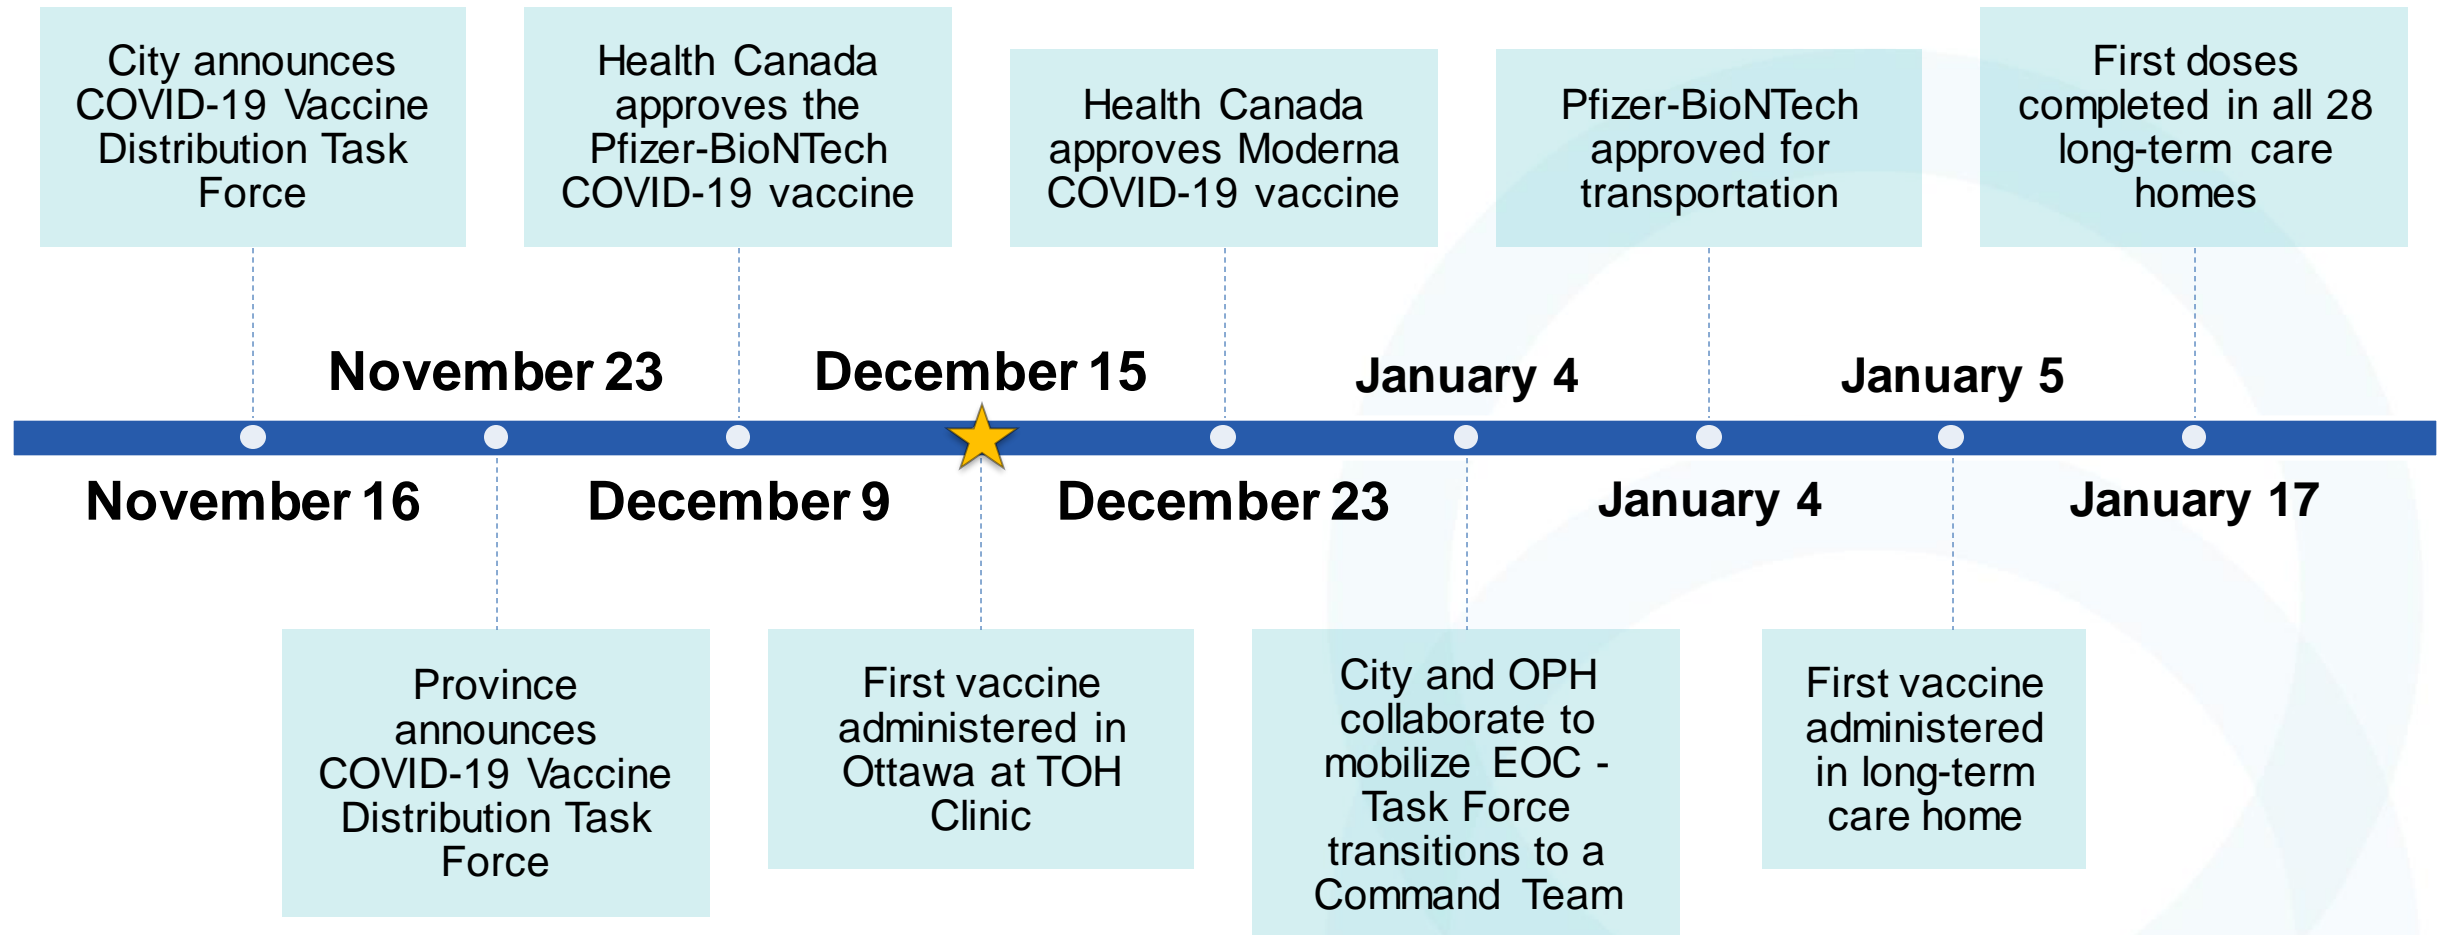 City announces
COVID-19 Vaccine
Distribution Task
Force
Health Canada
approves the
Pfizer-BioNTech
COVID-19 vaccine
Health Canada
approves Moderna
COVID-19 vaccine
Pfizer-BioNTech
approved for
transportation
First doses
completed in all 28
long-term care
homes
November 23
December 15
January 4
January 5
November 16
December 9
December 23
January 4
January 17
Province
announces
COVID-19 Vaccine
Distribution Task
Force
First vaccine
administered in
Ottawa at TOH
Clinic
City and OPH
collaborate to
mobilize EOC -
Task Force
transitions to a
Command Team
First vaccine
administered
in long-term
care home